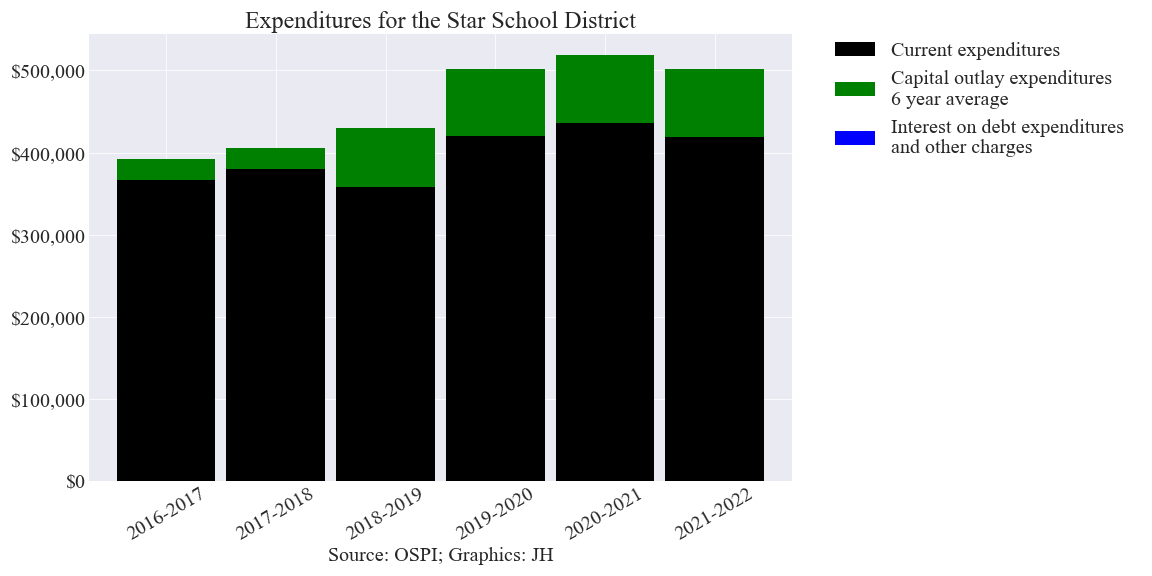 Expenditures for the Star School District
$500,000
$400,000
$300,000
$200,000
$100,000
$0
2016-2017
2017-2018
2018-2019
2019-2020
2020-2021
2021-2022
Source: OSPI; Graphics: JH
Current expenditures
Capital outlay expenditures
6 year average
Interest on debt expenditures
and other charges